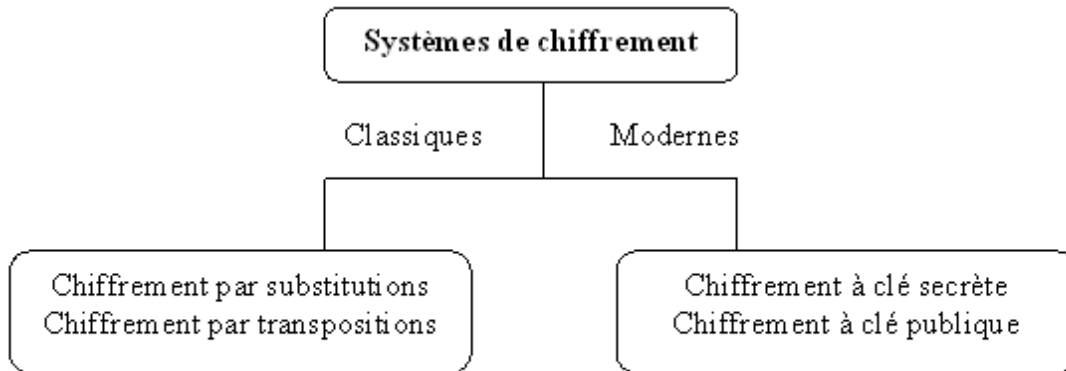 Systèmes de chiffrement
Classiques
Modernes
Chiffrement par substitutions
Chiffrement par transpositions
Chiffrement à clé secrète
Chiffrement à clé publique